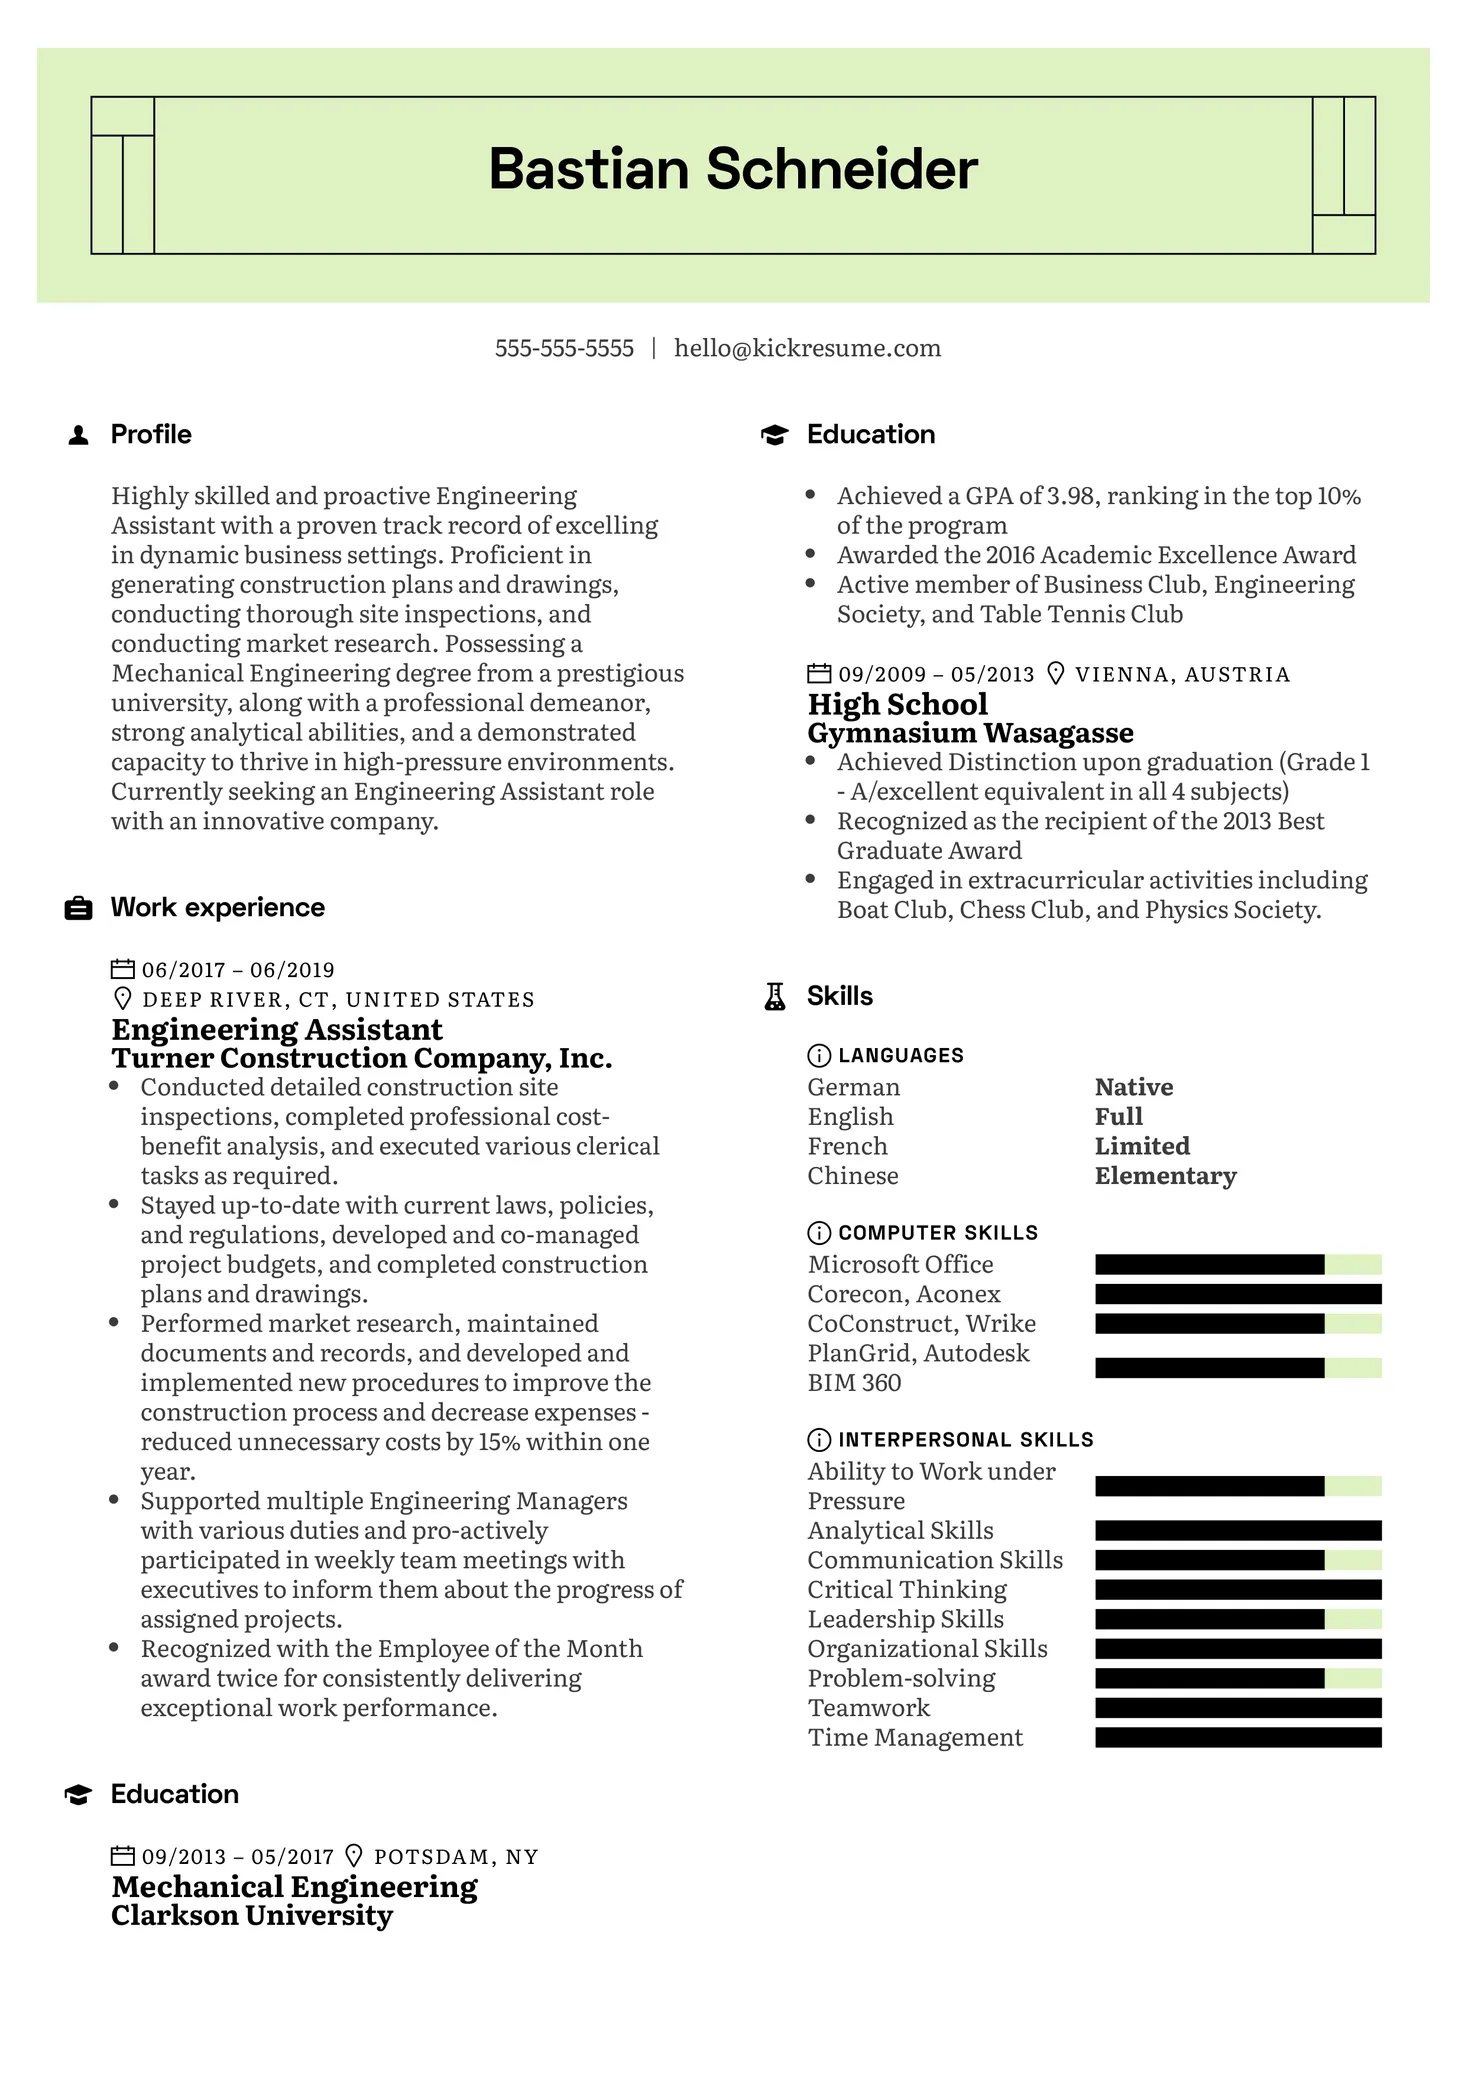 Bastian Schneider
555-555-5555 | hello@kickresume.com
Profile
Highly skilled and proactive Engineering
Assistant with a proven track record of excelling
in dynamic business settings. Proficient in
generating construction plans and drawings,
conducting thorough site inspections, and
conducting market research. Possessing a
Mechanical Engineering degree from a prestigious
university, along with a professional demeanor,
strong analytical abilities, and a demonstrated
capacity to thrive in high-pressure environments.
Currently seeking an Engineering Assistant role
with an innovative company.
Work experience
06/2017 – 06/2019
DEEP RIVER, CT, UNITED STATES
Engineering Assistant
Turner Construction Company, Inc.
• Conducted detailed construction site
inspections, completed professional cost-
benefit analysis, and executed various clerical
tasks as required.
• Stayed up-to-date with current laws, policies,
and regulations, developed and co-managed
project budgets, and completed construction
plans and drawings.
• Performed market research, maintained
documents and records, and developed and
implemented new procedures to improve the
construction process and decrease expenses -
reduced unnecessary costs by 15% within one
year.
• Supported multiple Engineering Managers
with various duties and pro-actively
participated in weekly team meetings with
executives to inform them about the progress of
assigned projects.
• Recognized with the Employee of the Month
award twice for consistently delivering
exceptional work performance.
Education
09/2013 – 05/2017 POTSDAM, NY
Mechanical Engineering
Clarkson University
Education
• Achieved a GPA of 3.98, ranking in the top 10%
of the program
• Awarded the 2016 Academic Excellence Award
• Active member of Business Club, Engineering
Society, and Table Tennis Club
09/2009 – 05/2013 VIENNA, AUSTRIA
High School
Gymnasium Wasagasse
• Achieved Distinction upon graduation (Grade 1
- A/excellent equivalent in all 4 subjects)
• Recognized as the recipient of the 2013 Best
Graduate Award
• Engaged in extracurricular activities including
Boat Club, Chess Club, and Physics Society.
Skills
LANGUAGES
German Native
English Full
French Limited
Chinese Elementary
COMPUTER SKILLS
Microsoft Office
Corecon, Aconex
CoConstruct, Wrike
PlanGrid, Autodesk
BIM 360
INTERPERSONAL SKILLS
Ability to Work under
Pressure
Analytical Skills
Communication Skills
Critical Thinking
Leadership Skills
Organizational Skills
Problem-solving
Teamwork
Time Management